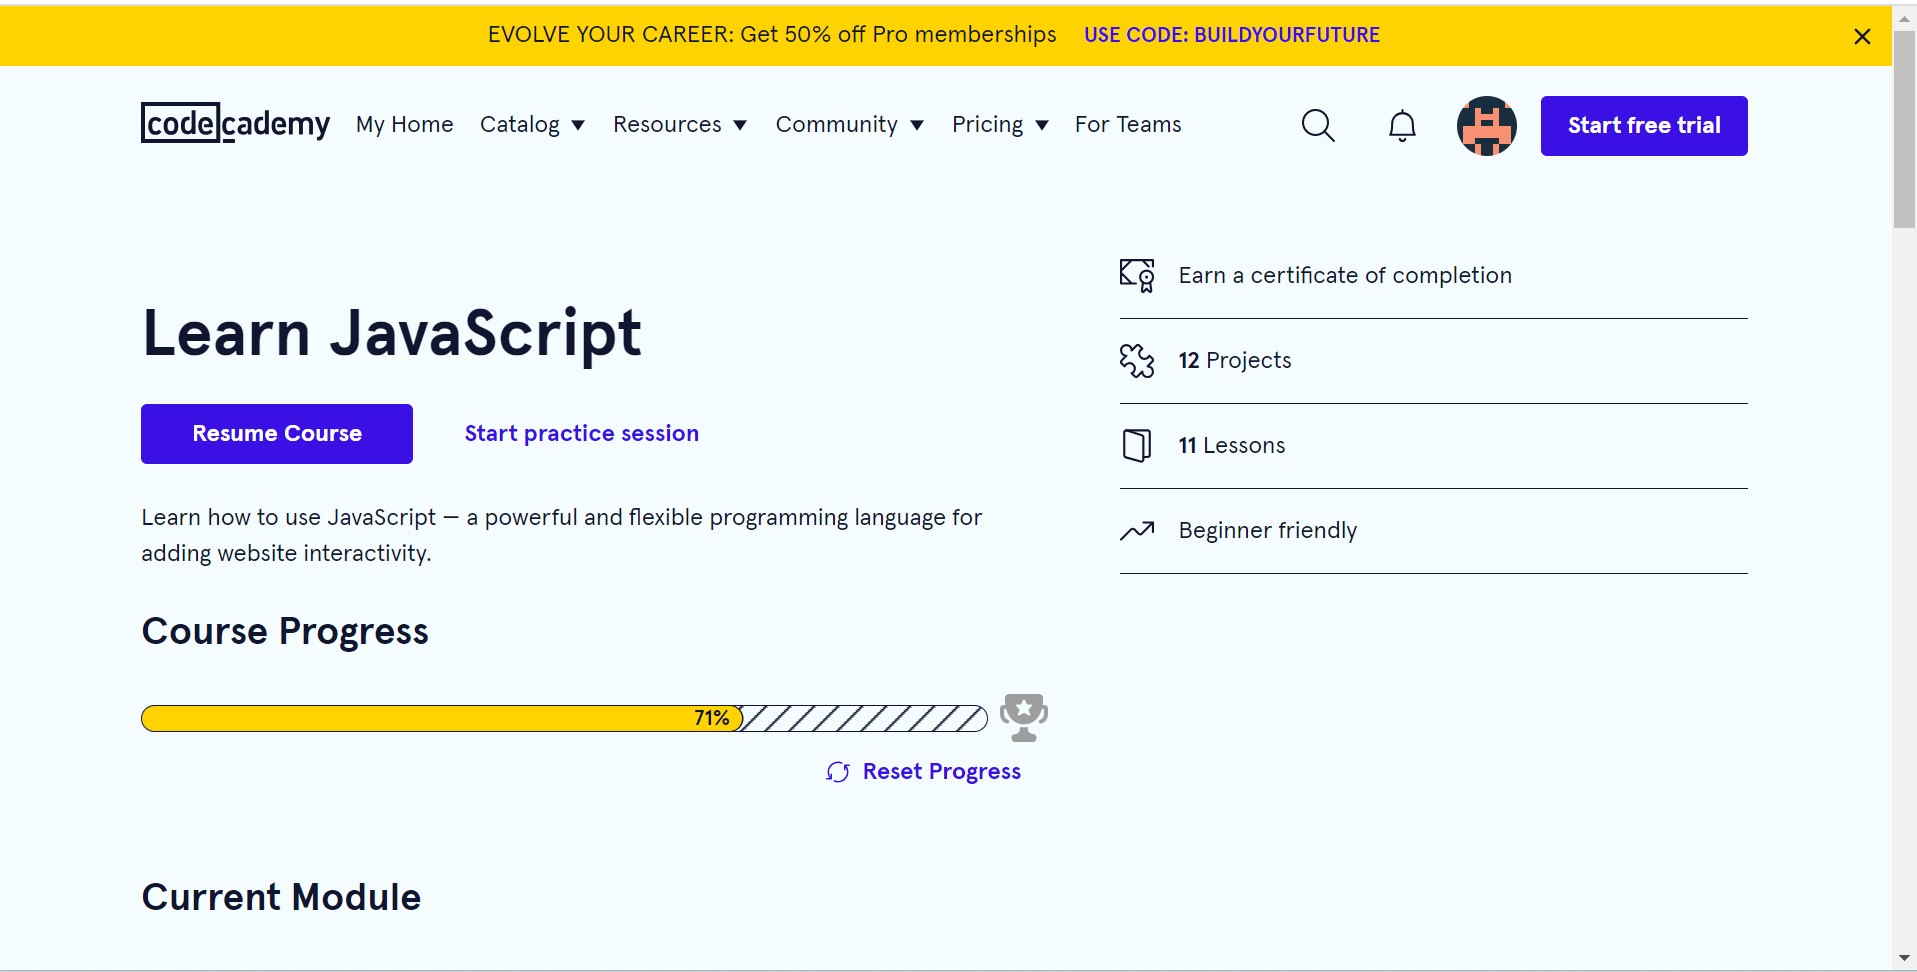 EVOLVE YOUR CAREER: Get 50% off Pro memberships USE CODE: BUILDYOURFUTURE
codecademy My Home Catalog Resources Community Pricing For Teams Start free trial
Learn JavaScript
Resume Course Start practice session
Learn how to use JavaScript — a powerful and flexible programming language for
adding website interactivity.
Course Progress
71%
Reset Progress
Current Module
Earn a certificate of completion
12 Projects
11 Lessons
Beginner friendly